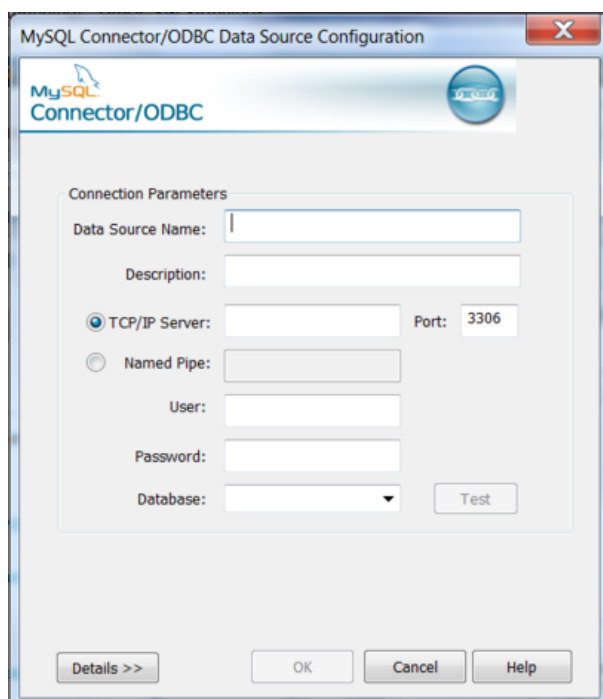 MySQL Connector/ODBC Data Source Configuration
MySQL
Connector/ODBC
Connection Parameters
Data Source Name:
Description:
TCP/IP Server: Port: 3306
Named Pipe:
User:
Password:
Database: Test
Details >> OK Cancel Help